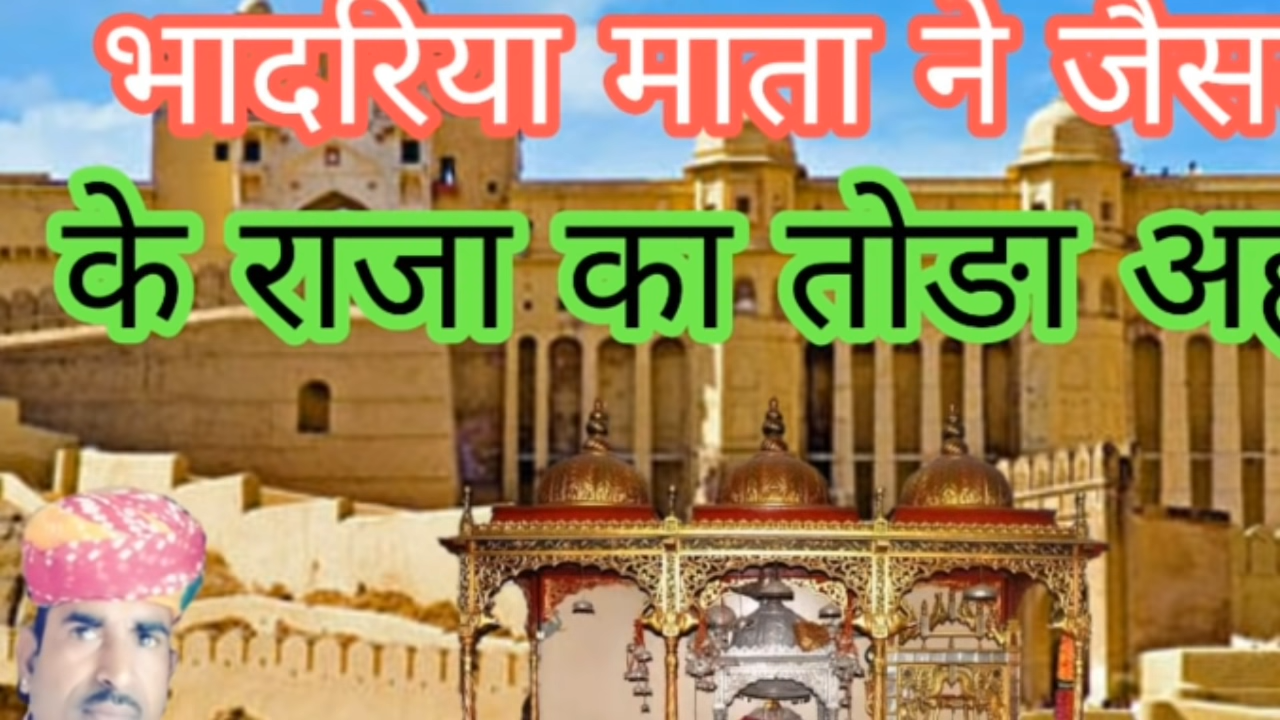 भादरिया माता ने
के राजा का तोङा